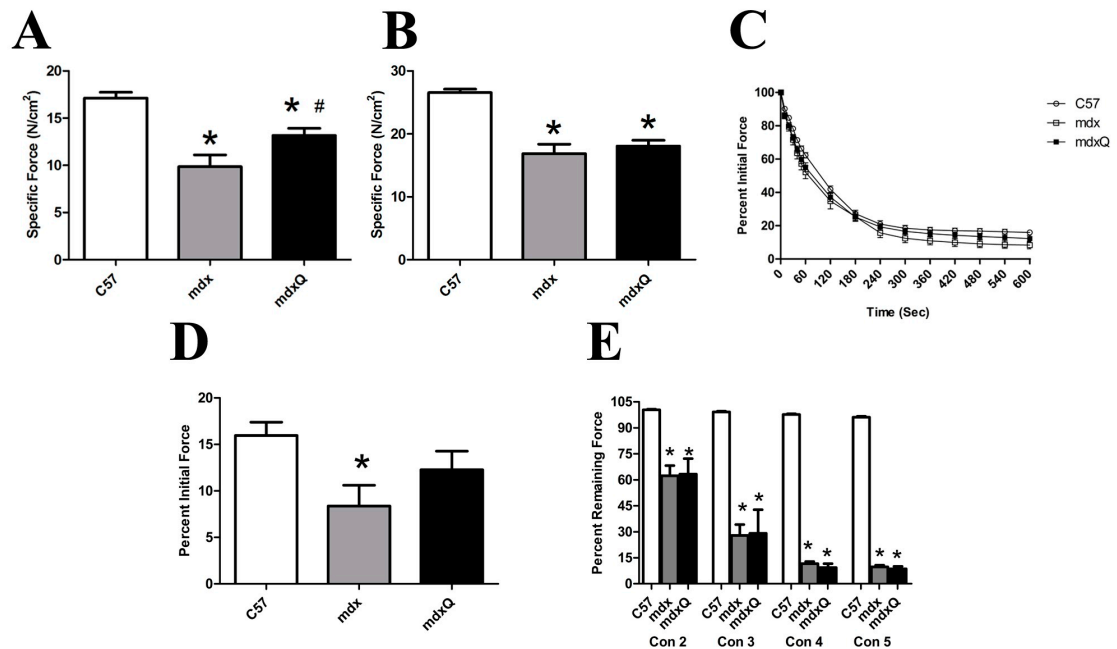 A
Specific Force (N/cm²)
20
15
10
5
0
*
* #
C57
mdx
mdxQ
B
Specific Force (N/cm²)
30
20
10
0
*
*
C57
mdx
mdxQ
C
Percent Initial Force
100
80
60
40
20
0
0
60
120
180
240
300
360
420
480
540
600
Time (Sec)
C57
mdx
mdxQ
D
Percent Initial Force
20
15
10
5
0
*
C57
mdx
mdxQ
E
Percent Remaining Force
105
90
75
60
45
30
15
0
* *
* *
* *
* *
C57 mdx mdxQ C57 mdx mdxQ C57 mdx mdxQ C57 mdx mdxQ
Con 2 Con 3 Con 4 Con 5